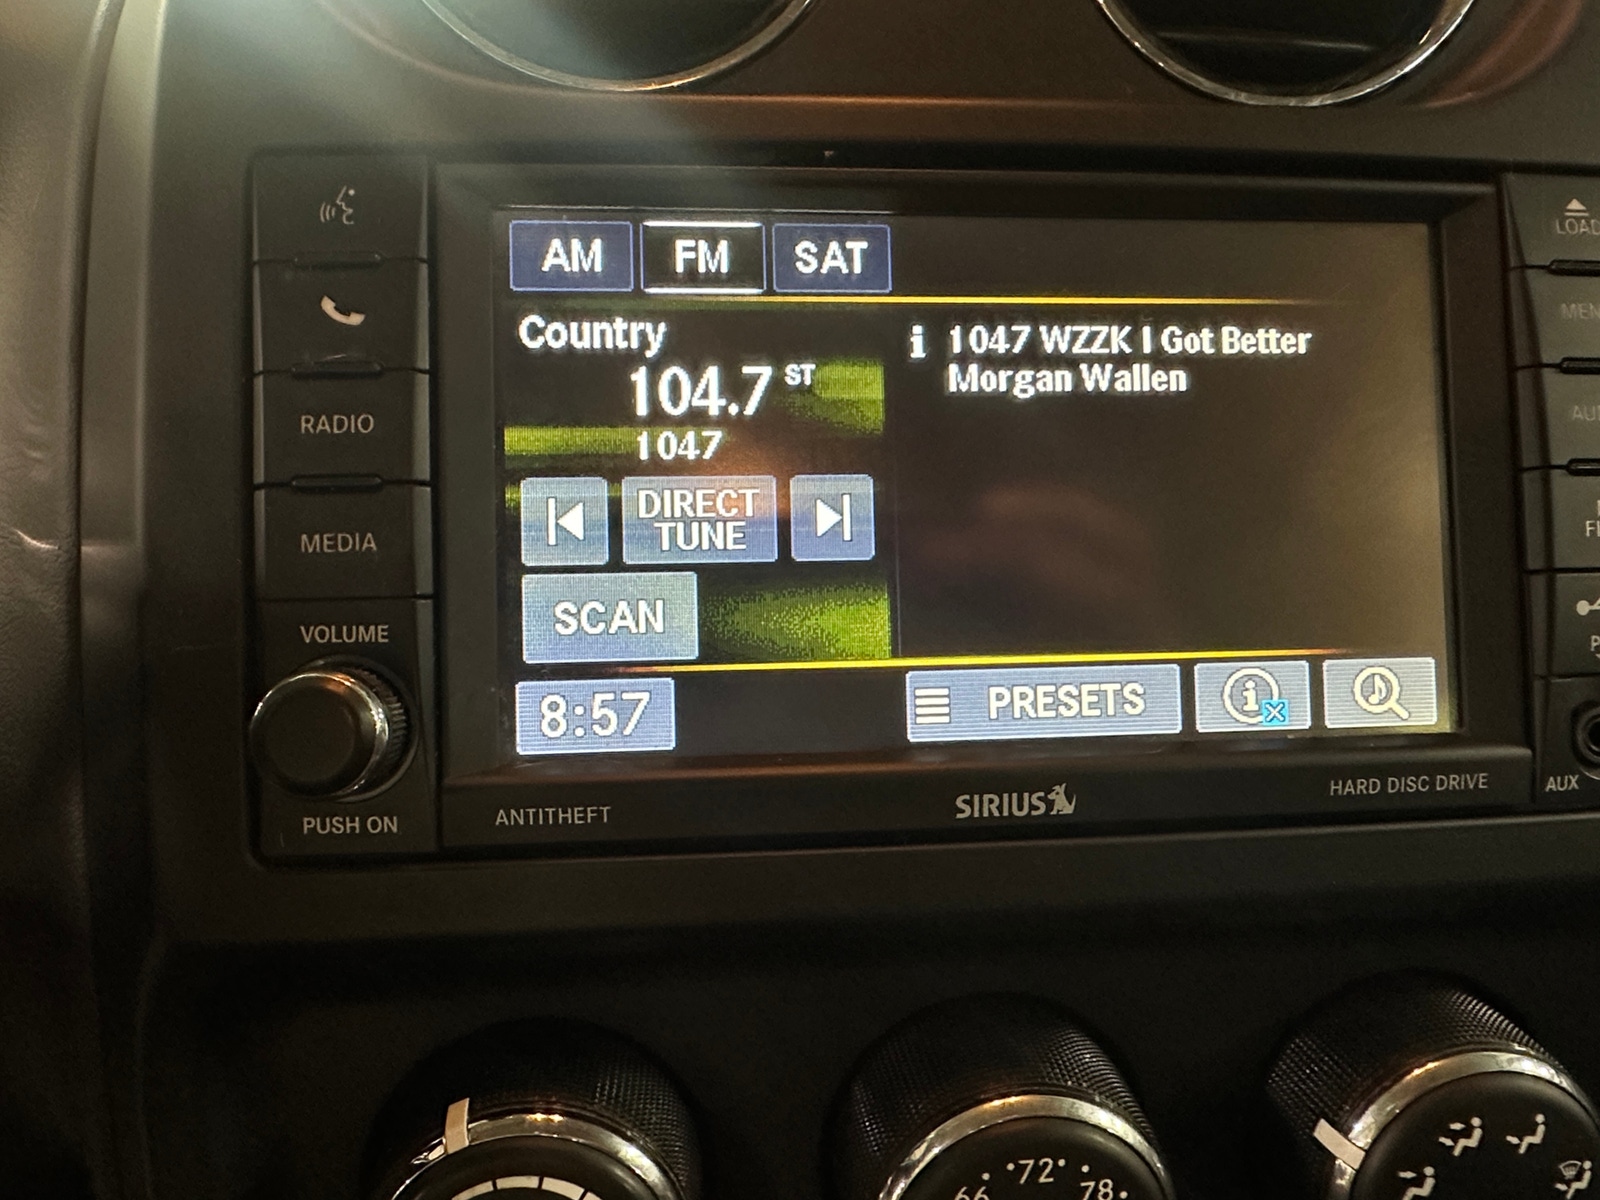 AM FM SAT
Country
104.7 ST
1047
DIRECT
TUNE
SCAN
8:57
i 1047 WZZK I Got Better
Morgan Wallen
PRESETS
i
RADIO
MEDIA
VOLUME
PUSH ON
ANTITHEFT
SIRIUS
HARD DISC DRIVE
AUX
LOAD
72
78
66